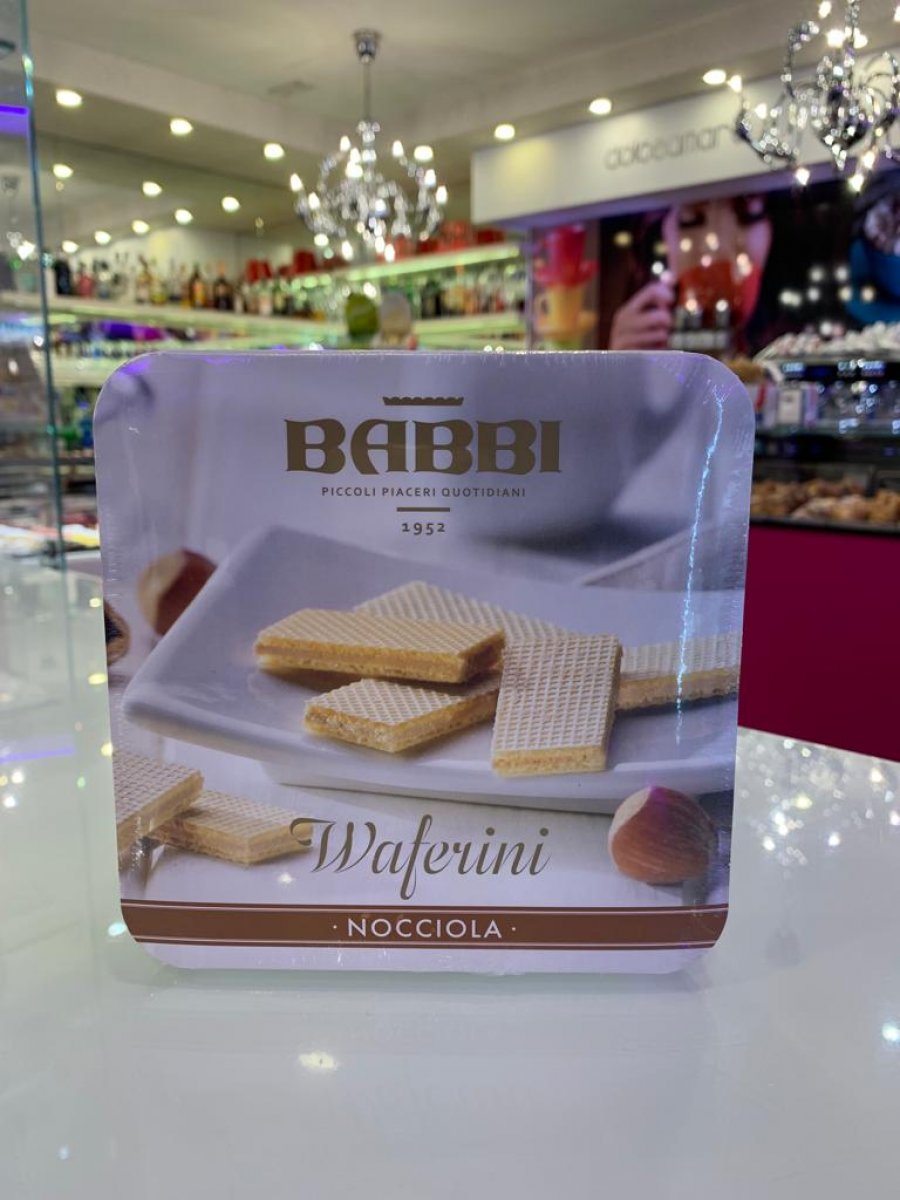 BABBI
PICCOLI PIACERI QUOTIDIANI
1952
Waferini
· NOCCIOLA ·